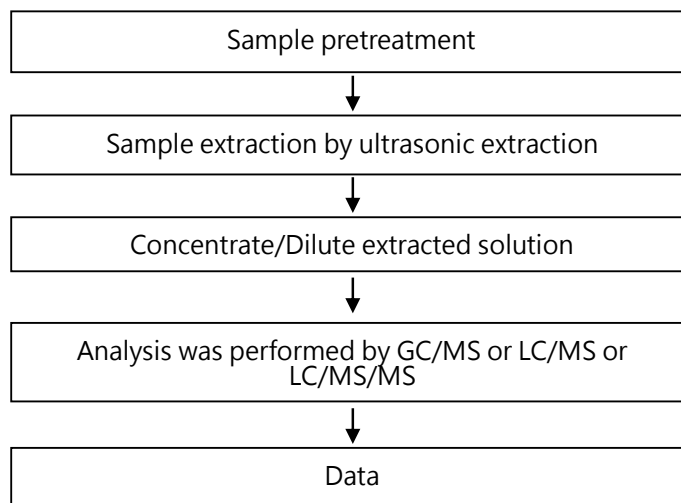 Sample pretreatment
Sample extraction by ultrasonic extraction
Concentrate/Dilute extracted solution
Analysis was performed by GC/MS or LC/MS or
LC/MS/MS
Data